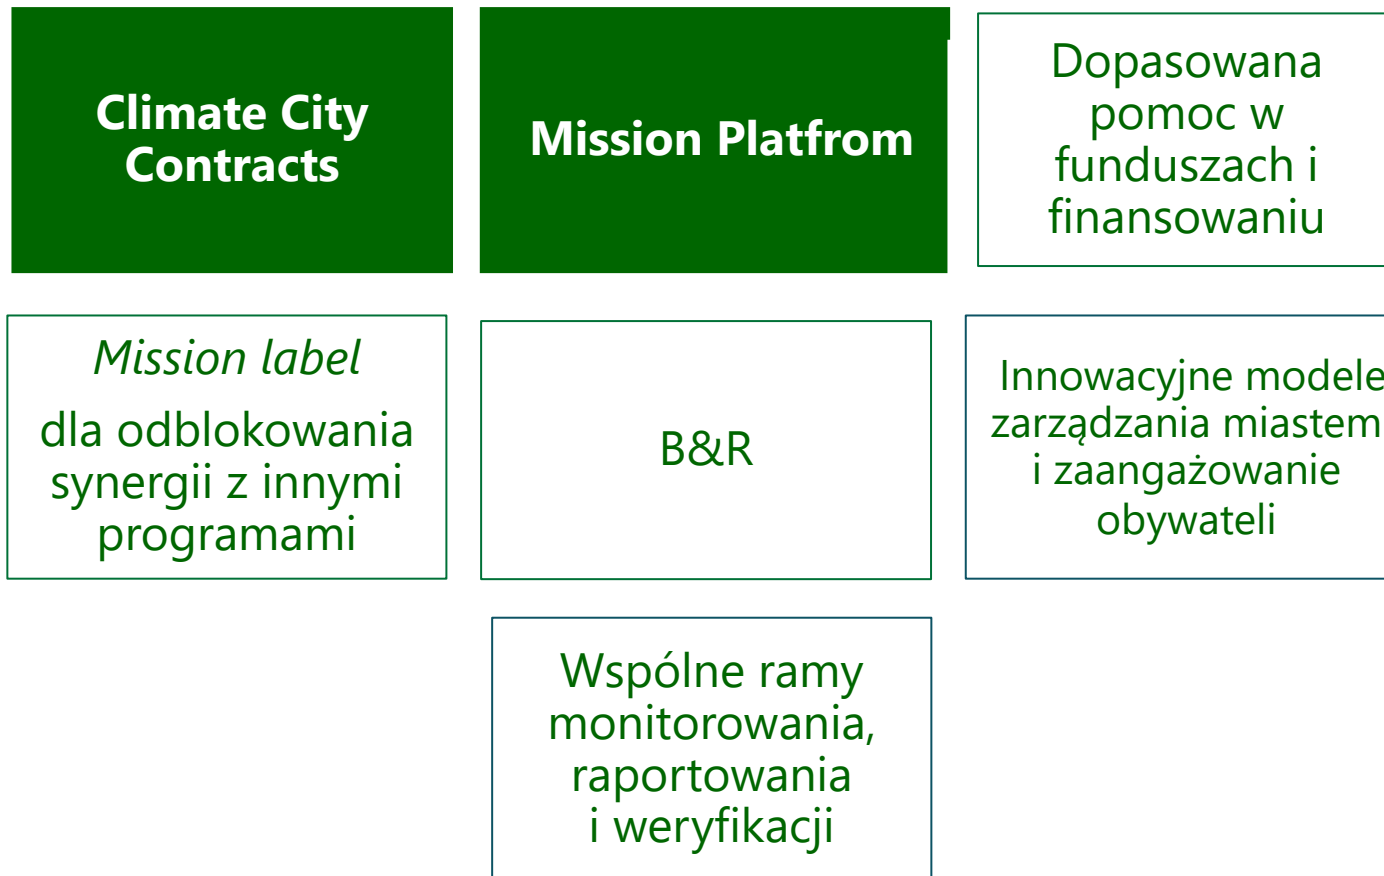 Climate City
Contracts
Mission Platfrom
Dopasowana
pomoc w
funduszach i
finansowaniu
Mission label
dla odblokowania
synergii z innymi
programami
B&R
Innowacyjne modele
zarządzania miastem
i zaangażowanie
obywateli
Wspólne ramy
monitorowania,
raportowania
i weryfikacji